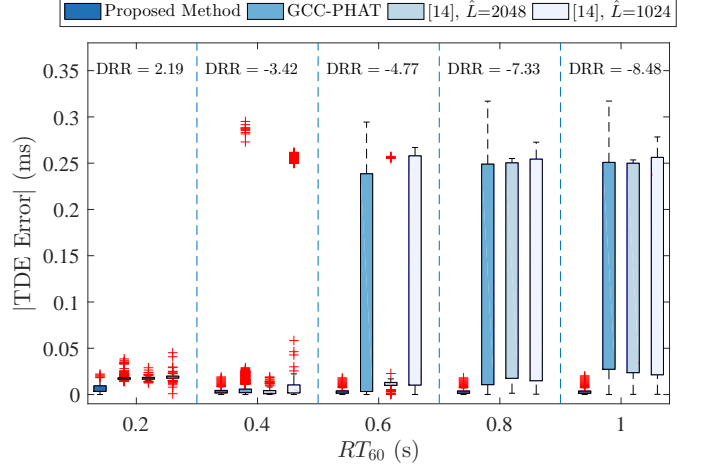 Proposed Method GCC-PHAT [14], L̂=2048 [14], L̂=1024
DRR = 2.19 DRR = -3.42 DRR = -4.77 DRR = -7.33 DRR = -8.48
0.35
0.3
0.25
0.2
0.15
0.1
0.05
0
|TDE Error| (ms)
0.2 0.4 0.6 0.8 1
RT60 (s)